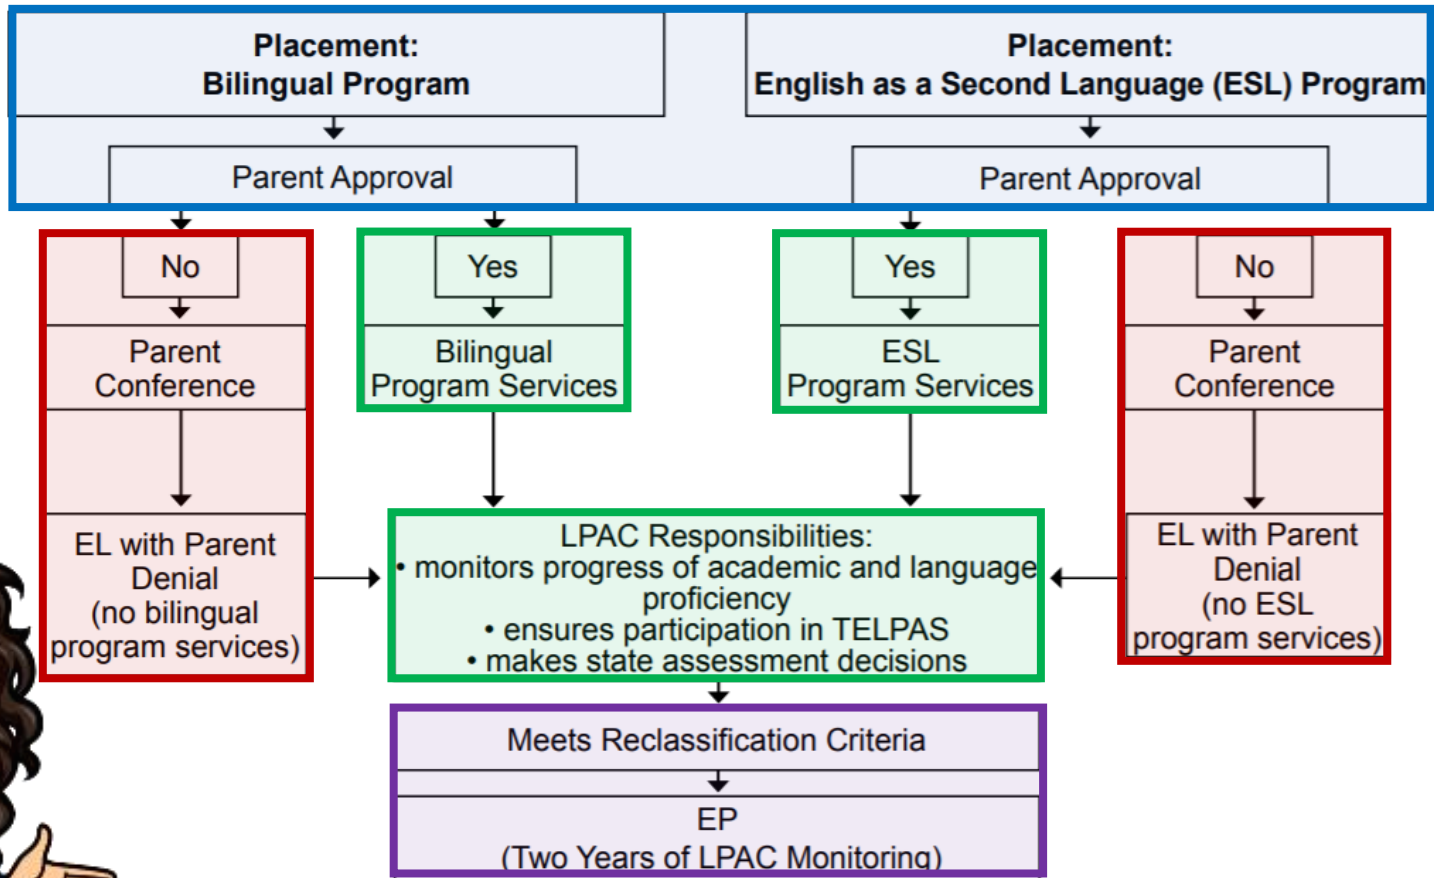 Placement:
Bilingual Program
Placement:
English as a Second Language (ESL) Program
Parent Approval
Parent Approval
No
Yes
Yes
No
Parent
Conference
Bilingual
Program Services
ESL
Program Services
Parent
Conference
EL with Parent
Denial
(no bilingual
program services)
LPAC Responsibilities:
• monitors progress of academic and language
proficiency
• ensures participation in TELPAS
• makes state assessment decisions
EL with Parent
Denial
(no ESL
program services)
Meets Reclassification Criteria
EP
(Two Years of LPAC Monitoring)